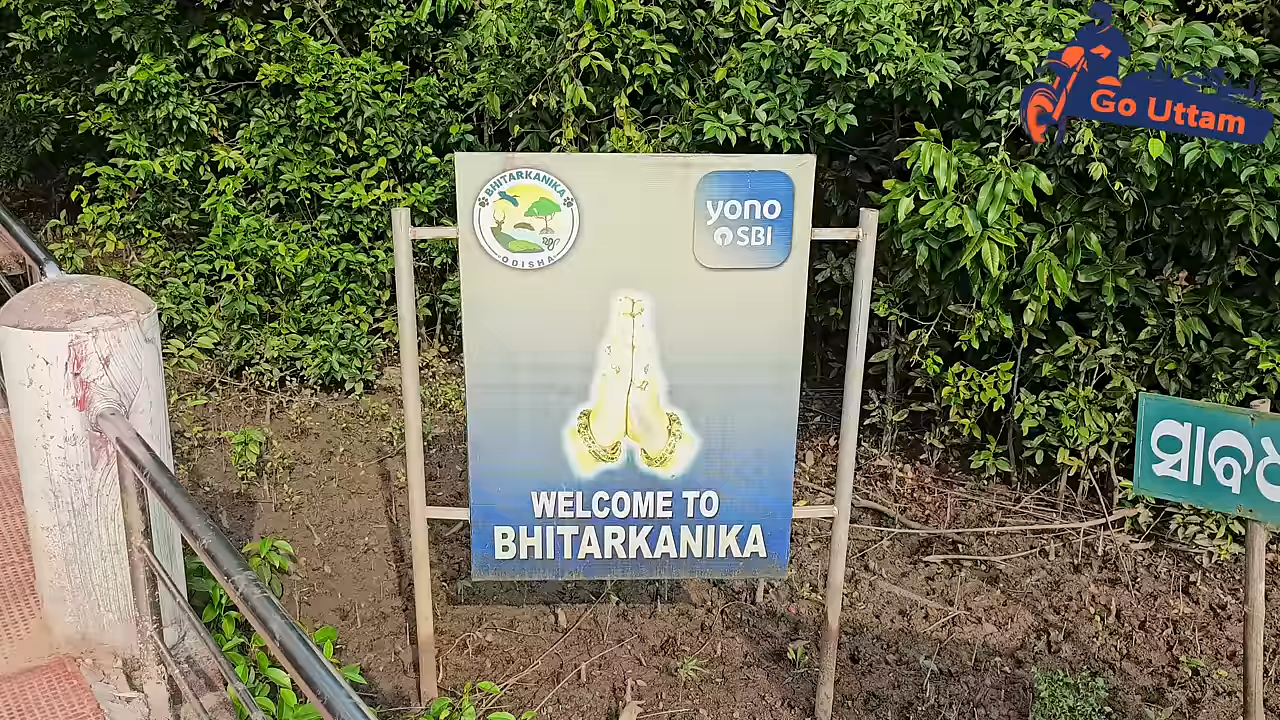 Go Uttam
BHITARKANIKA
ODISHA
yono
SBI
WELCOME TO
BHITARKANIKA